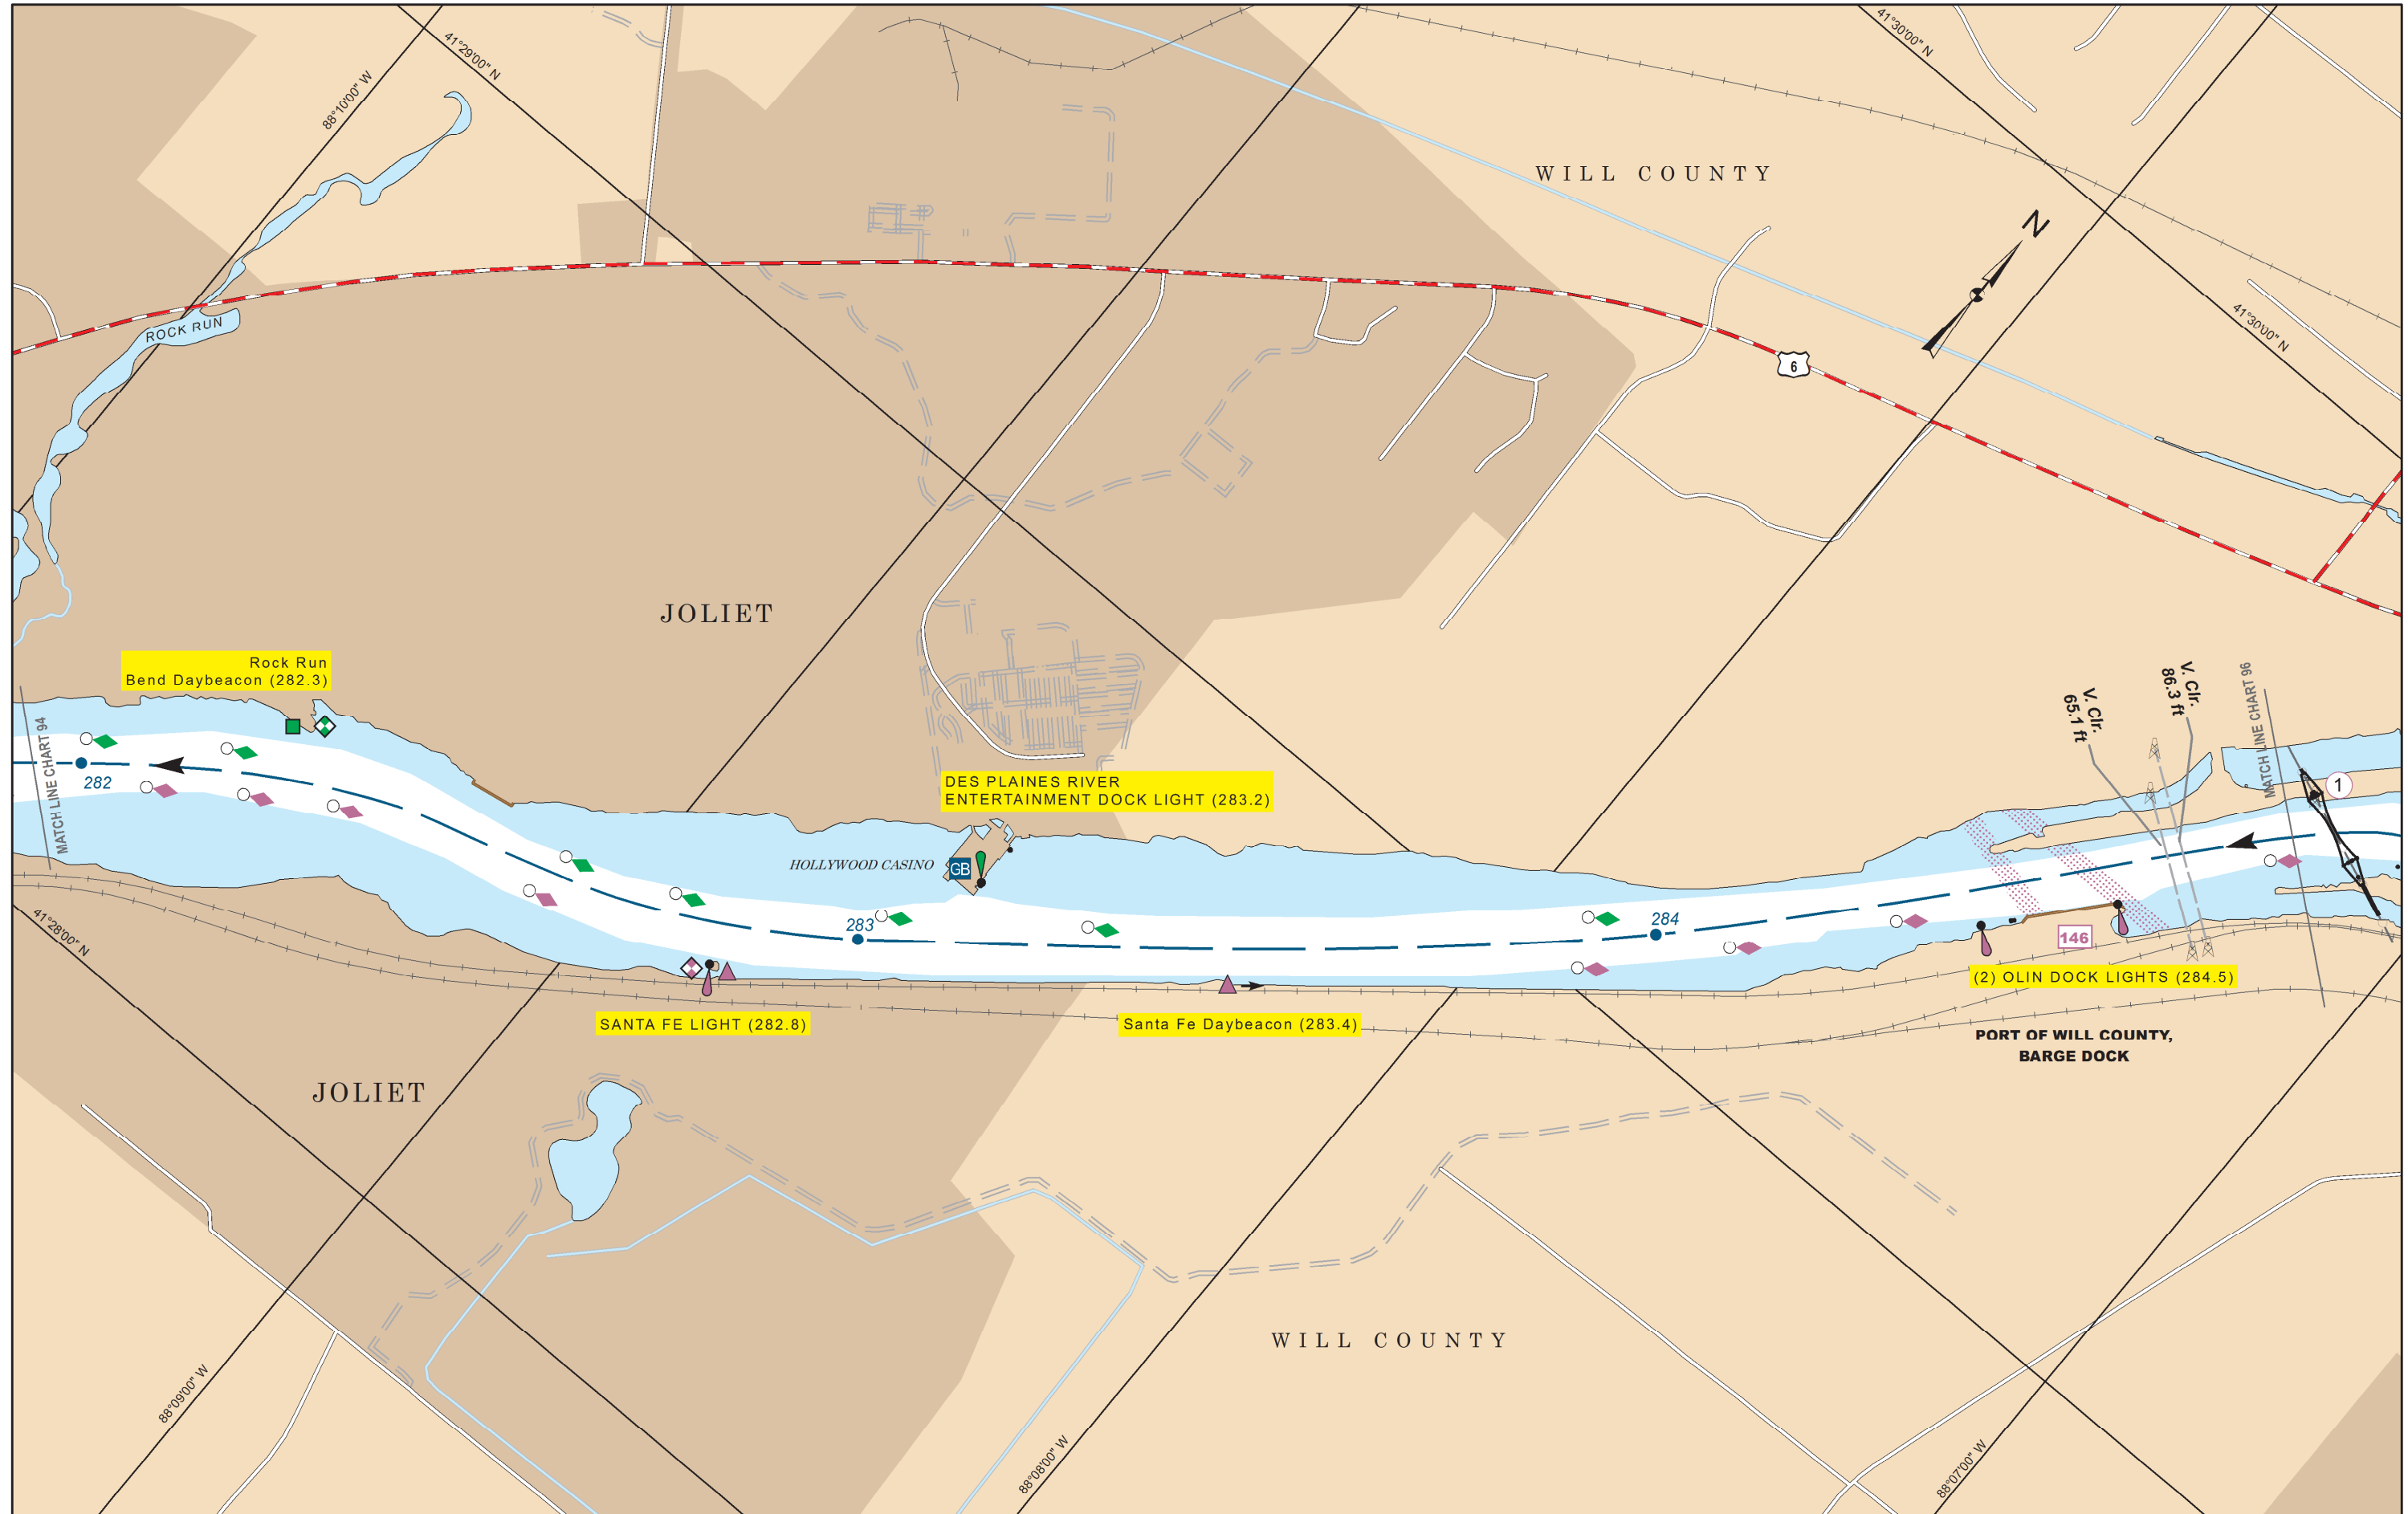 41°29'00" N
41°30'00" N
88°10'00" W
WILL COUNTY
N
ROCK RUN
6
41°30'00" N
JOLIET
Rock Run
Bend Daybeacon (282.3)
V. Clr.
86.3 ft
V. Clr.
65.1 ft
MATCH LINE CHART 96
MATCH LINE CHART 94
282
DES PLAINES RIVER
ENTERTAINMENT DOCK LIGHT (283.2)
1
HOLLYWOOD CASINO
GB
283
284
146
41°28'00" N
(2) OLIN DOCK LIGHTS (284.5)
SANTA FE LIGHT (282.8)
Santa Fe Daybeacon (283.4)
PORT OF WILL COUNTY,
BARGE DOCK
JOLIET
WILL COUNTY
88°09'00" W
88°08'00" W
88°07'00" W